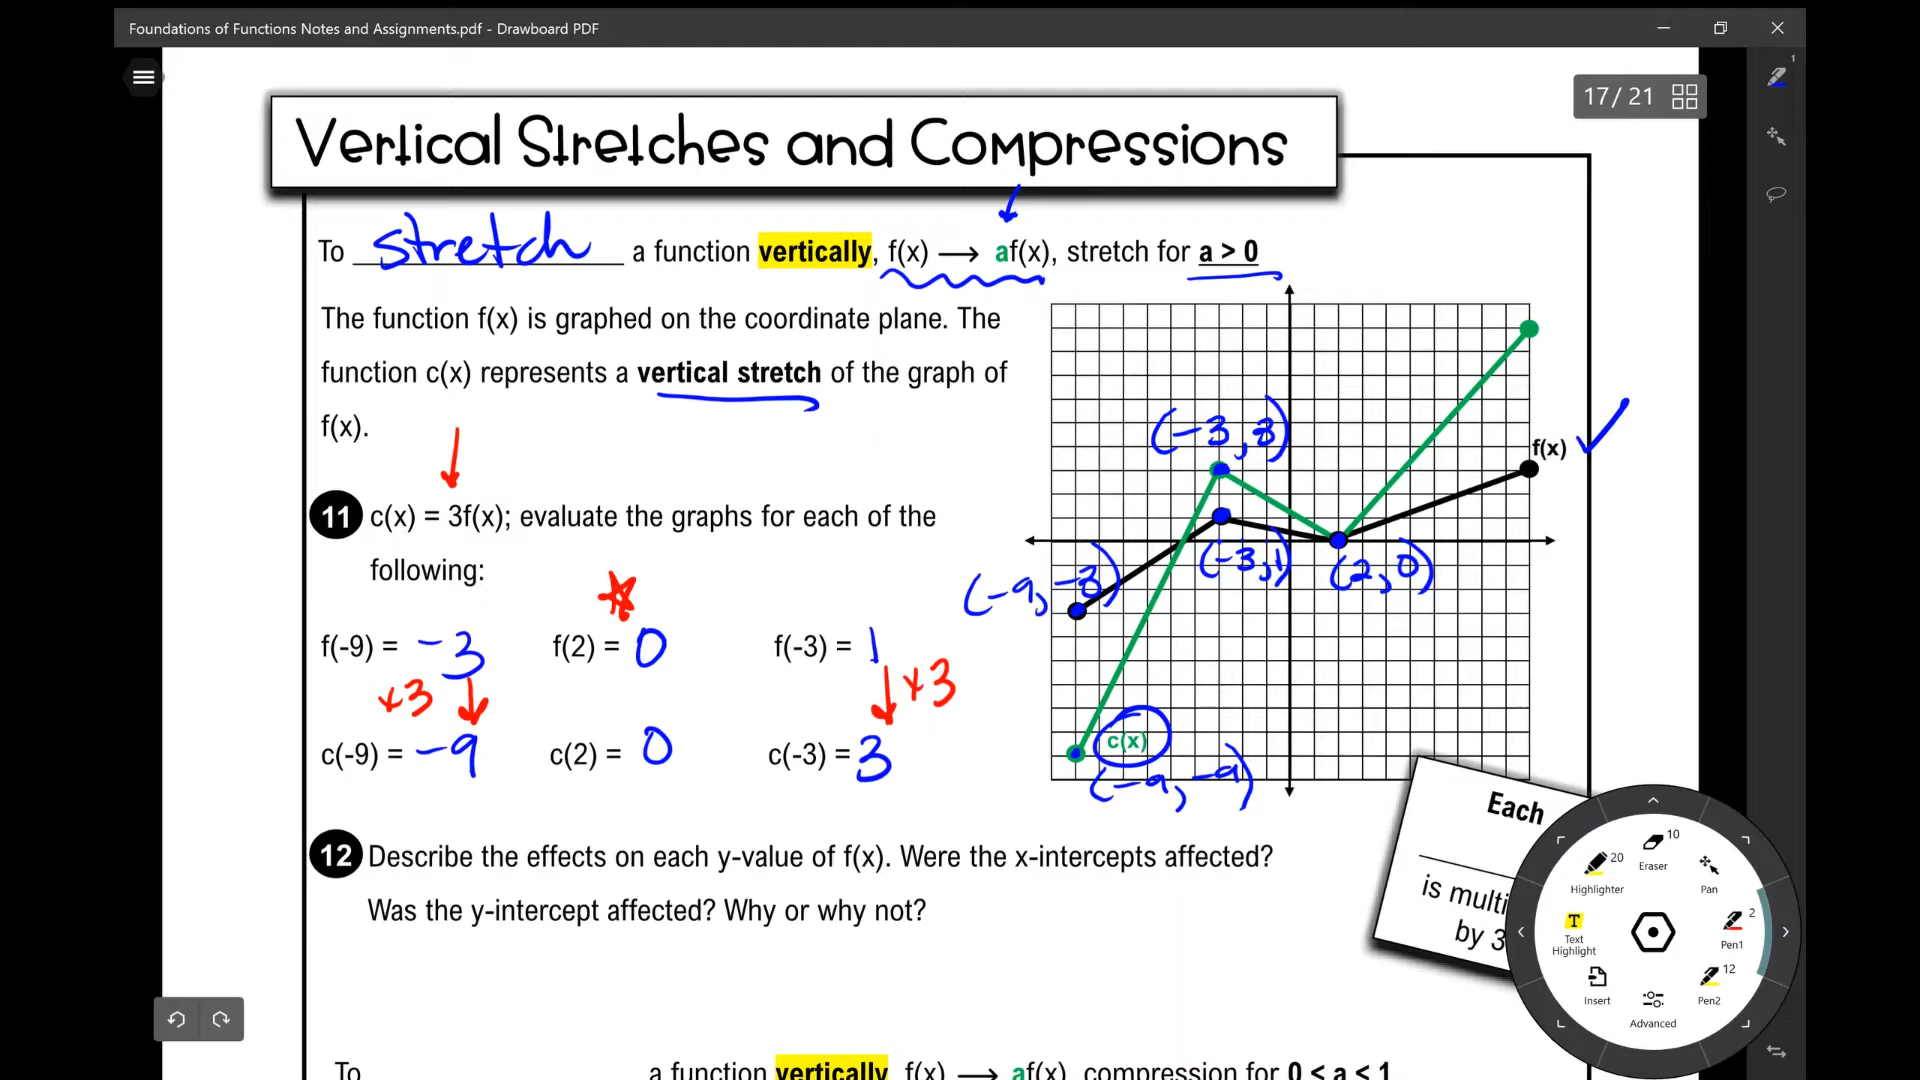 Foundations of Functions Notes and Assignments.pdf - Drawboard PDF
17 / 21
1
Vertical Stretches and Compressions
To stretch a function vertically, f(x) → af(x), stretch for a > 0
The function f(x) is graphed on the coordinate plane. The
function c(x) represents a vertical stretch of the graph of
f(x).
11 c(x) = 3f(x); evaluate the graphs for each of the
following:
f(-9) = -3 f(2) = 0 f(-3) = 1
×3 ×3
c(-9) = -9 c(2) = 0 c(-3) = 3
(-3, 3)
f(x)
(-9, -3)
(-3, 1)
(2, 0)
c(x)
(-9, -9)
12 Describe the effects on each y-value of f(x). Were the x-intercepts affected?
Was the y-intercept affected? Why or why not?
Each
is multi
by 3
10
Eraser
20
Highlighter
Pan
T
Text
Highlight
2
Pen1
Insert
12
Pen2
Advanced
To a function vertically, f(x) → af(x), compression for 0 < a < 1